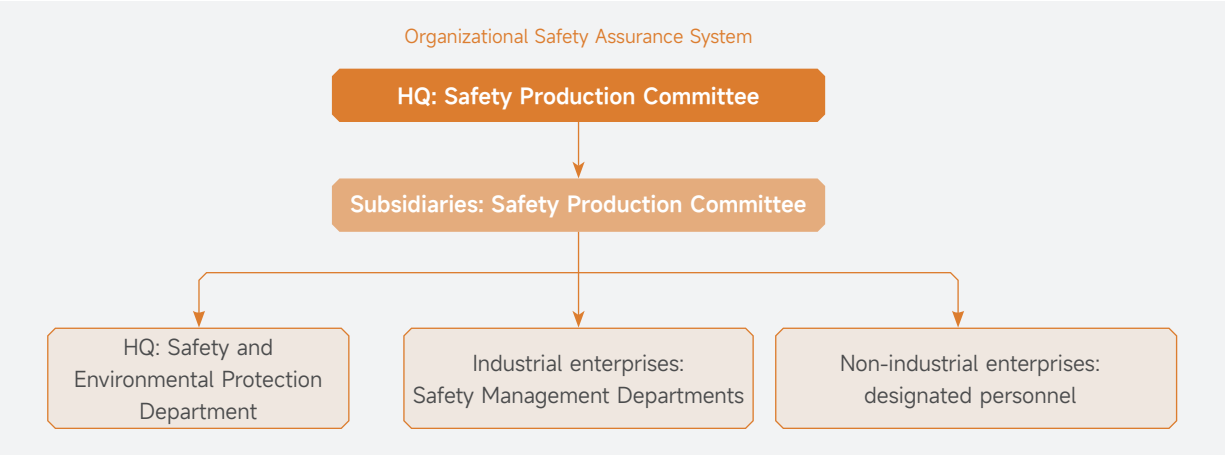 Organizational Safety Assurance System
HQ: Safety Production Committee
Subsidiaries: Safety Production Committee
HQ: Safety and
Environmental Protection
Department
Industrial enterprises:
Safety Management Departments
Non-industrial enterprises:
designated personnel